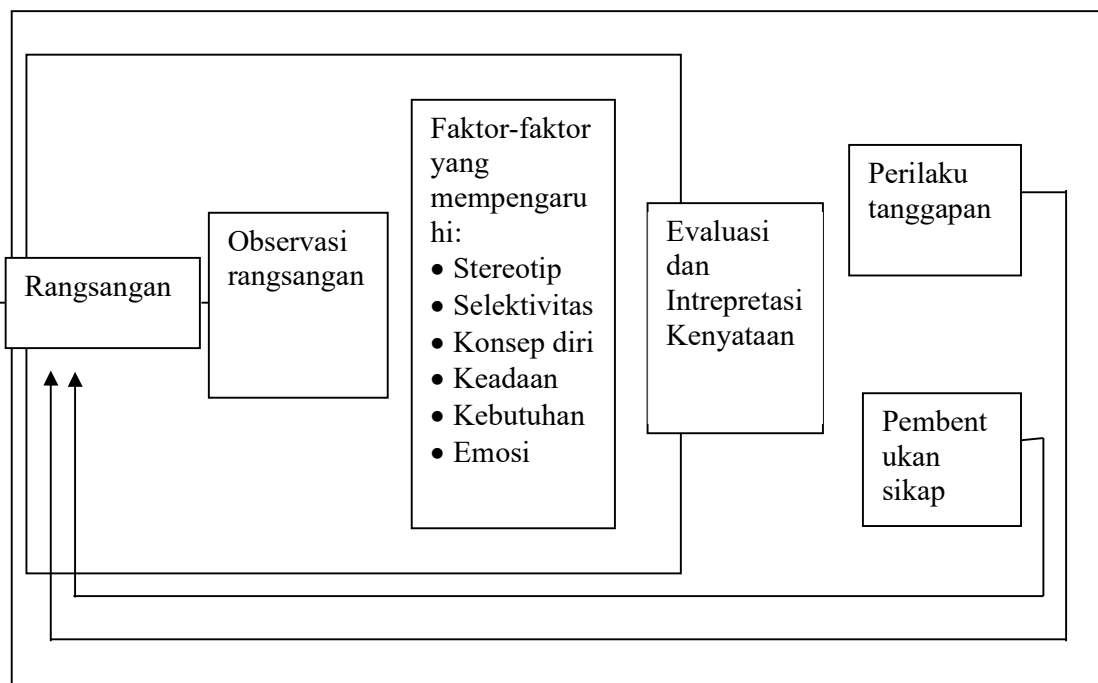 Rangsangan
Observasi
rangsangan
Faktor-faktor
yang
mempengaru
hi:
• Stereotip
• Selektivitas
• Konsep diri
• Keadaan
• Kebutuhan
• Emosi
Evaluasi
dan
Intrepretasi
Kenyataan
Perilaku
tanggapan
Pembent
ukan
sikap